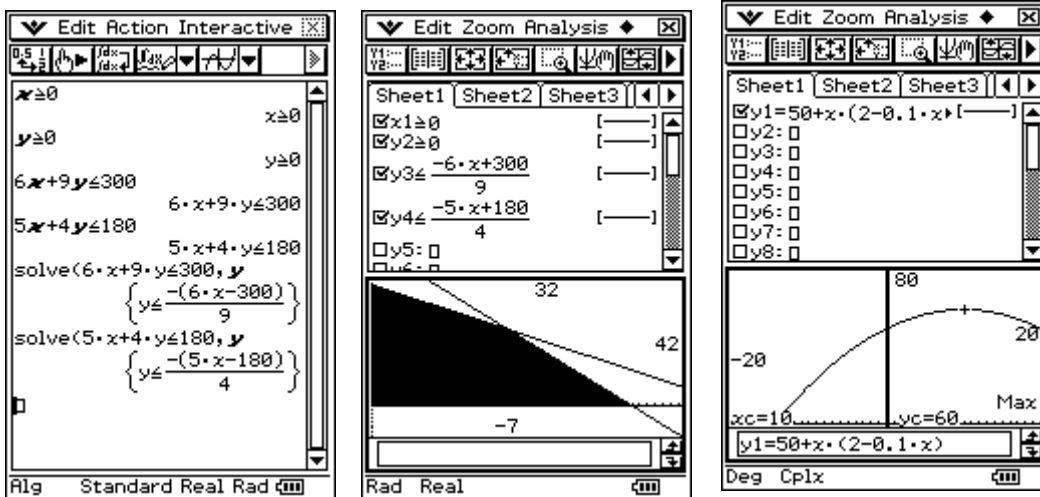 Edit Action Interactive
x≥0
x≥0
y≥0
y≥0
6x+9y≤300
6·x+9·y≤300
5x+4y≤180
5·x+4·y≤180
solve(6·x+9·y≤300,y
{y≤-(6·x-300)/9}
solve(5·x+4·y≤180,y
{y≤-(5·x-180)/4}
Alg Standard Real Rad
Edit Zoom Analysis ◆
Sheet1 Sheet2 Sheet3
x1≥0 [—]
y2≥0 [—]
y3≤-6·x+300/9 [—]
y4≤-5·x+180/4 [—]
y5:
32
42
-7
Rad Real
Edit Zoom Analysis ◆
Sheet1 Sheet2 Sheet3
y1=50+x·(2-0.1·x [—]
y2:
y3:
y4:
y5:
y6:
y7:
y8:
80
20
-20
Max
xc=10 yc=60
y1=50+x·(2-0.1·x)
Deg Cplx